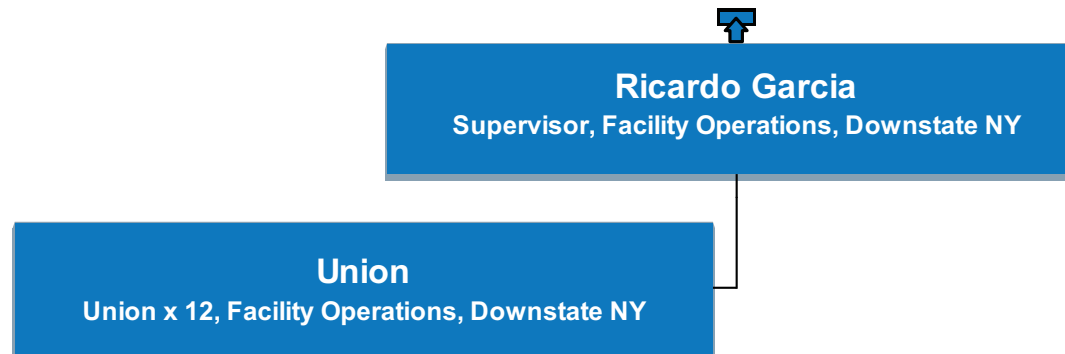 Ricardo Garcia
Supervisor, Facility Operations, Downstate NY
Union
Union x 12, Facility Operations, Downstate NY